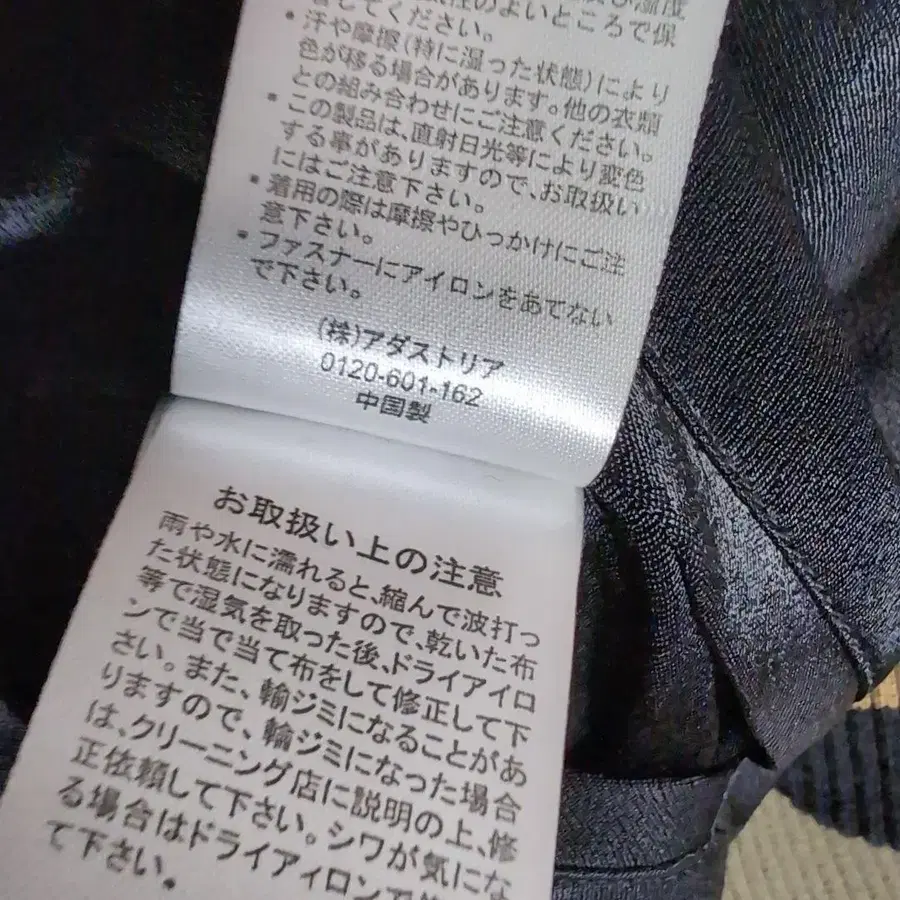 気性のよいところで保
管してください。
・汗や摩擦(特に湿った状態)により
色が移る場合があります。他の衣類
との組み合わせにご注意ください。
・この製品は、直射日光等により変色
する事がありますので、お取扱い
にはご注意下さい。
・着用の際は摩擦やひっかけにご注
意下さい。
・ファスナーにアイロンをあてない
で下さい。
(株)アダストリア
0120-601-162
中国製
お取扱い上の注意
雨や水に濡れると、縮んで波打っ
た状態になりますので、乾いた布
等で湿気を取った後、ドライアイロ
ンで当で当て布をして修正して下
さい。また、輪ジミになることがあ
りますので、輪ジミになった場合
は、クリーニング店に説明の上、修
正依頼して下さい。シワが気にな
る場合はドライアイロンで
て下さい。